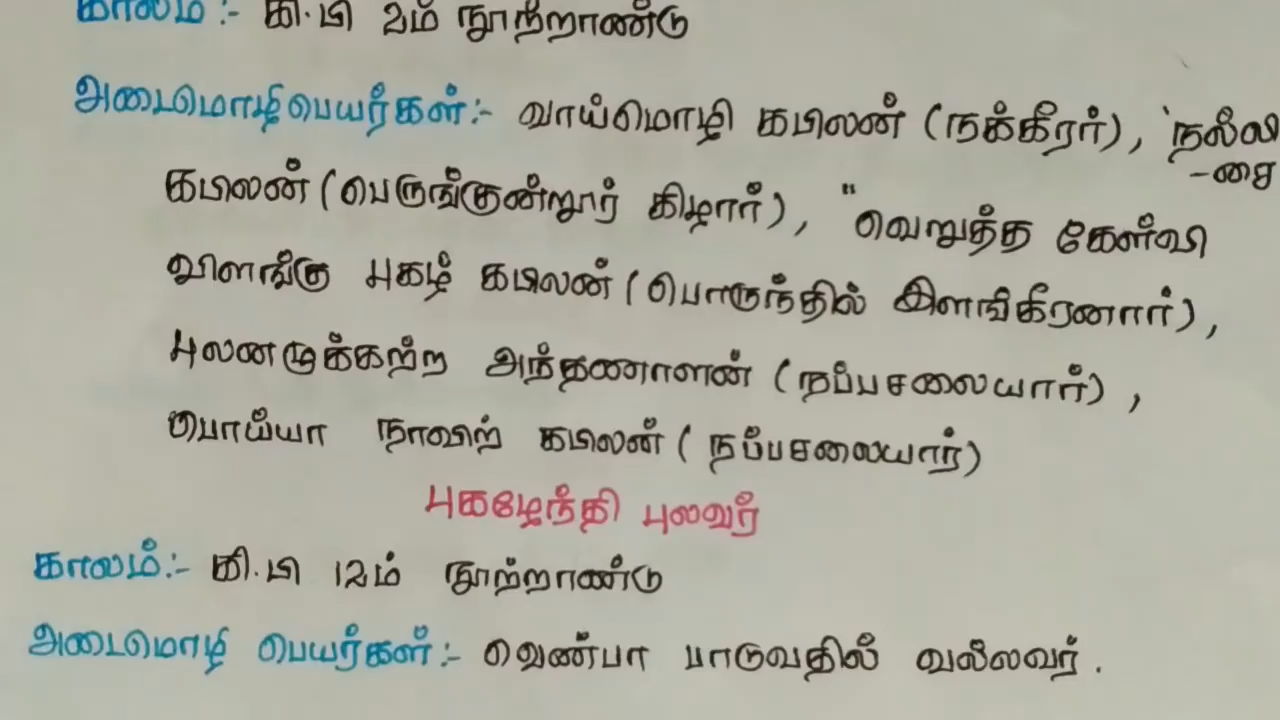 காலம் :- கி.பி 2ம் நூற்றாண்டு
அடைமொழிபெயர்கள் :- வாய்மொழி கபிலன் (நக்கீரர்), 'நல்லி
-சை
கபிலன் (பெருங்குன்றூர் கிழார்), "வெறுத்த கேள்வி
விளங்கு புகழ் கபிலன் (பொருந்தில் இளங்கீரனார்),
புலனழுக்கற்ற அந்தணாளன் (நப்பசலையார்),
பொய்யா நாவிற் கபிலன் (நப்பசலையார்)
புகழேந்தி புலவர்
காலம் :- கி.பி 12ம் நூற்றாண்டு
அடைமொழி பெயர்கள் :- வெண்பா பாடுவதில் வல்லவர்.